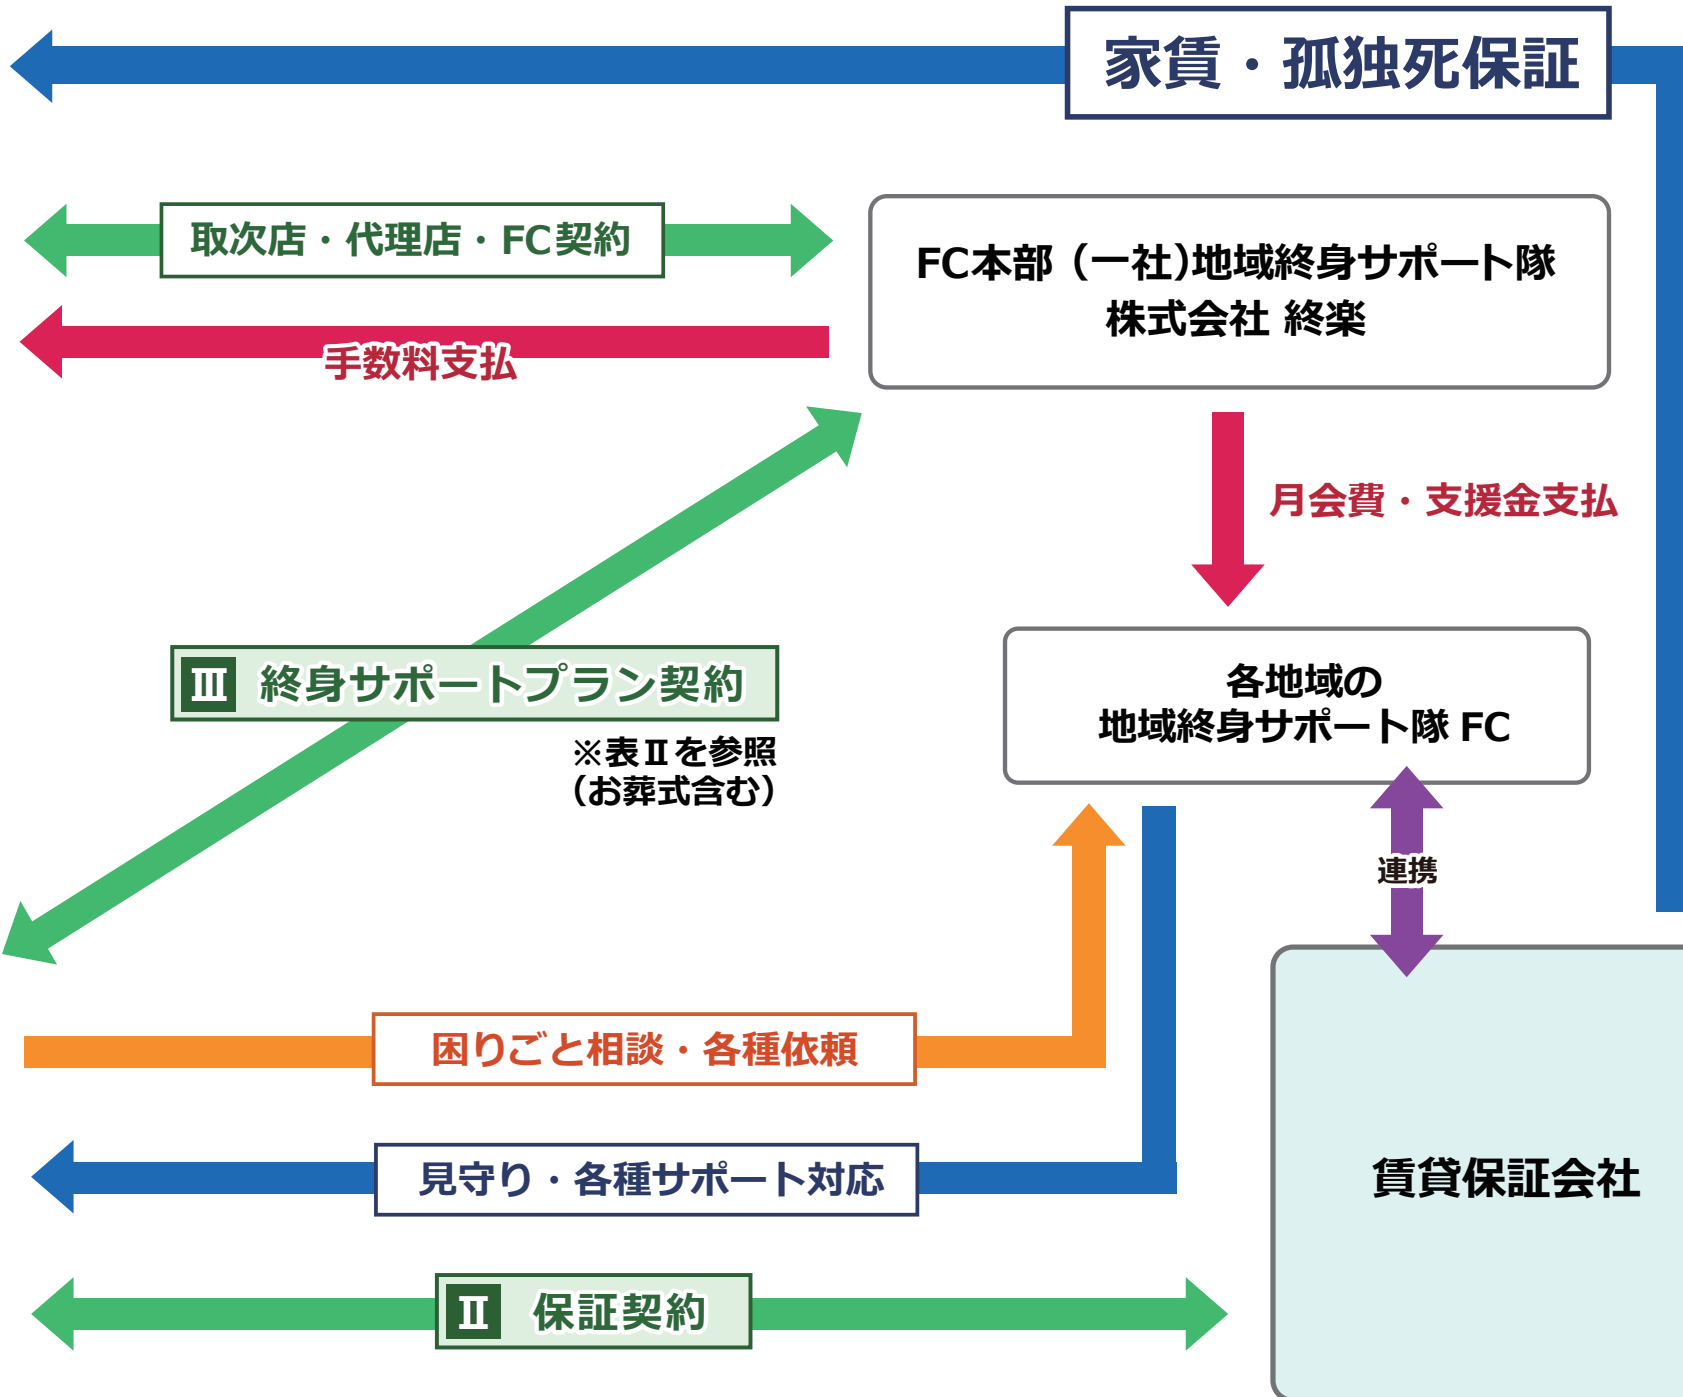 家賃・孤独死保証
取次店・代理店・FC契約
FC本部（一社）地域終身サポート隊
株式会社 終楽
手数料支払
月会費・支援金支払
Ⅲ 終身サポートプラン契約
※表Ⅱを参照
（お葬式含む）
各地域の
地域終身サポート隊 FC
連携
困りごと相談・各種依頼
見守り・各種サポート対応
賃貸保証会社
Ⅱ 保証契約